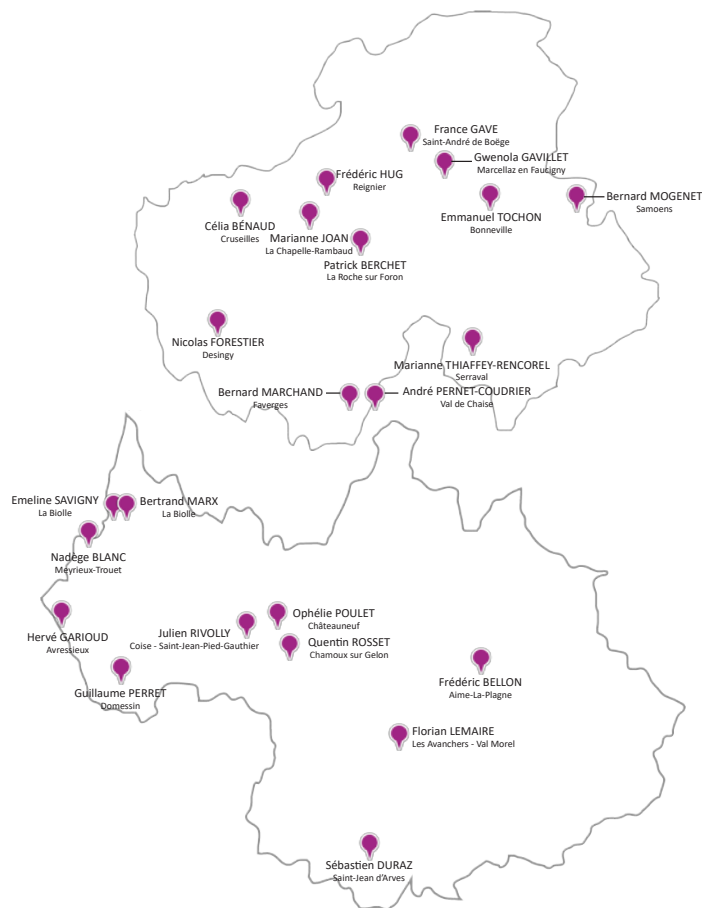 France GAVE
Saint-André de Boëge
Gwenola GAVILLET
Marcellaz en Faucigny
Frédéric HUG
Reignier
Bernard MOGENET
Samoens
Emmanuel TOCHON
Bonneville
Célia BÉNAUD
Cruseilles
Marianne JOAN
La Chapelle-Rambaud
Patrick BERCHET
La Roche sur Foron
Nicolas FORESTIER
Desingy
Marianne THIAFFEY-RENCOREL
Serraval
Bernard MARCHAND
Faverges
André PERNET-COUDRIER
Val de Chaise
Emeline SAVIGNY
La Biolle
Bertrand MARX
La Biolle
Nadège BLANC
Meyrieux-Trouet
Hervé GARIOUD
Avressieux
Guillaume PERRET
Domessin
Julien RIVOLLY
Coise - Saint-Jean-Pied-Gauthier
Ophélie POULET
Châteauneuf
Quentin ROSSET
Chamoux sur Gelon
Frédéric BELLON
Aime-La-Plagne
Florian LEMAIRE
Les Avanchers - Val Morel
Sébastien DURAZ
Saint-Jean d'Arves